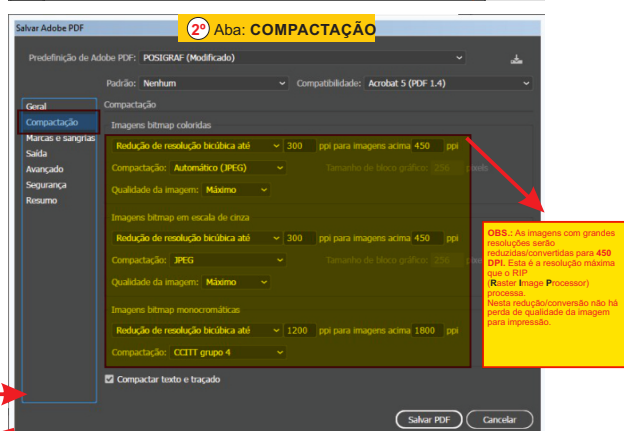 2º Aba: COMPACTAÇÃO
Salvar Adobe PDF
Predefinição de Adobe PDF: POSIGRAF (Modificado)
Padrão: Nenhum Compatibilidade: Acrobat 5 (PDF 1.4)
Geral
Compactação
Marcas e sangrias
Saída
Avançado
Segurança
Resumo
Compactação
Imagens bitmap coloridas
Redução de resolução bicúbica até 300 ppi para imagens acima 450 ppi
Compactação: Automático (JPEG) Tamanho de bloco gráfico: 256 pixels
Qualidade da imagem: Máximo
Imagens bitmap em escala de cinza
Redução de resolução bicúbica até 300 ppi para imagens acima 450 ppi
Compactação: JPEG Tamanho de bloco gráfico: 256
Qualidade da imagem: Máximo
Imagens bitmap monocromáticas
Redução de resolução bicúbica até 1200 ppi para imagens acima 1800 ppi
Compactação: CCITT grupo 4
Compactar texto e traçado
Salvar PDF Cancelar
OBS.: As imagens com grandes
resoluções serão
reduzidas/convertidas para 450
DPI. Esta é a resolução máxima
que o RIP
(Raster Image Processor)
processa.
Nesta redução/conversão não há
perda de qualidade da imagem
para impressão.